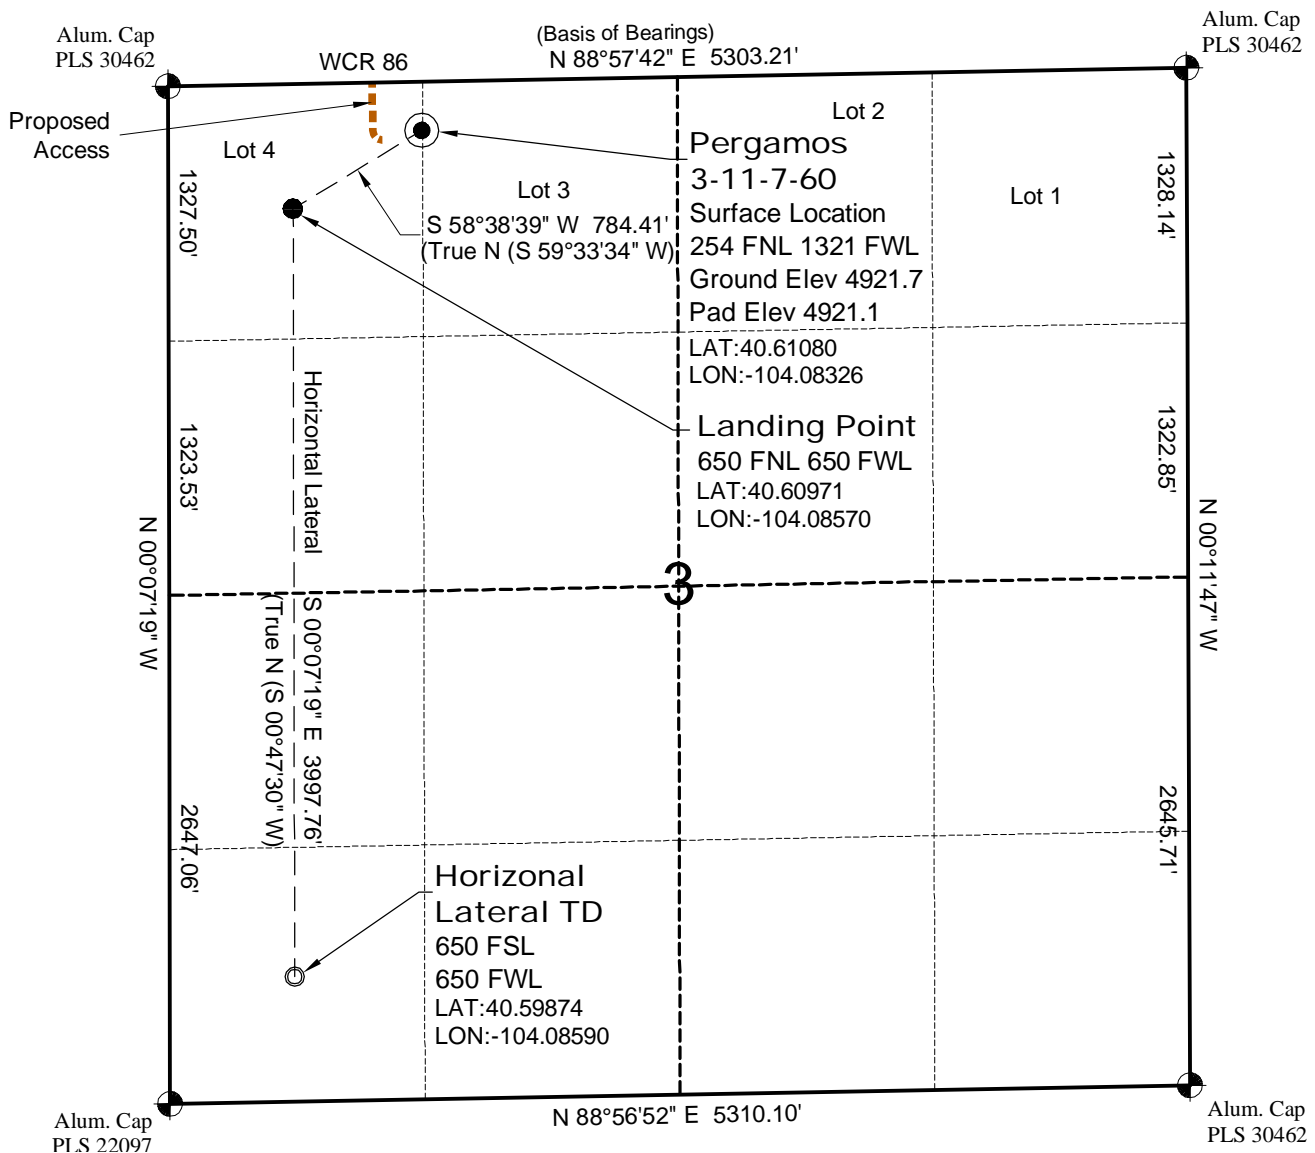 Alum. Cap
PLS 30462
WCR 86
(Basis of Bearings)
N 88°57'42" E  5303.21'
Alum. Cap
PLS 30462
Proposed
Access
Lot 4
Lot 3
Lot 2
Lot 1
1327.50'
1328.14'
S 58°38'39" W  784.41'
(True N (S 59°33'34" W)
Pergamos
3-11-7-60
Surface Location
254 FNL 1321 FWL
Ground Elev 4921.7
Pad Elev 4921.1
LAT:40.61080
LON:-104.08326
Landing Point
650 FNL 650 FWL
LAT:40.60971
LON:-104.08570
Horizontal Lateral
1323.53'
1322.85'
N 00°07'19" W
N 00°11'47" W
3
S 00°07'19" E  3997.76'
(True N (S 00°47'30" W)
2647.06'
2645.71'
Horizonal
Lateral TD
650 FSL
650 FWL
LAT:40.59874
LON:-104.08590
Alum. Cap
PLS 22097
N 88°56'52" E  5310.10'
Alum. Cap
PLS 30462